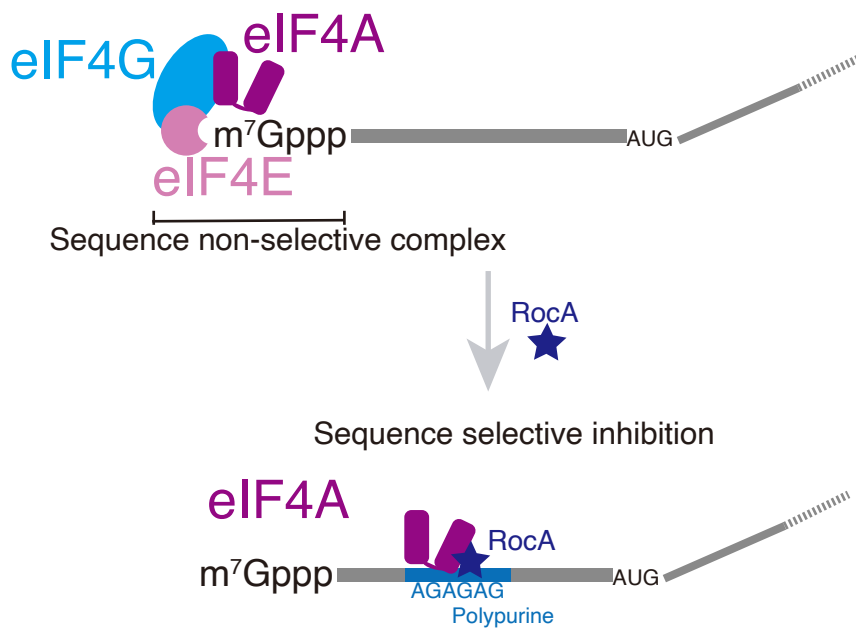 eIF4A
eIF4G
m⁷Gppp
AUG
eIF4E
Sequence non-selective complex
RocA
Sequence selective inhibition
eIF4A
RocA
m⁷Gppp
AUG
AGAGAG
Polypurine